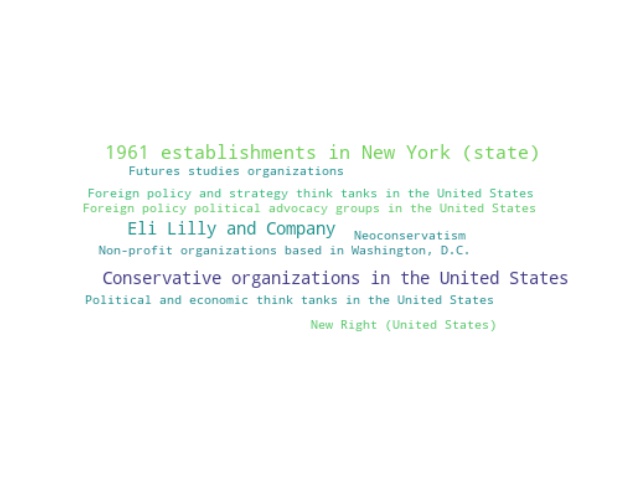 1961 establishments in New York (state)
Futures studies organizations
Foreign policy and strategy think tanks in the United States
Foreign policy political advocacy groups in the United States
Eli Lilly and Company
Neoconservatism
Non-profit organizations based in Washington, D.C.
Conservative organizations in the United States
Political and economic think tanks in the United States
New Right (United States)